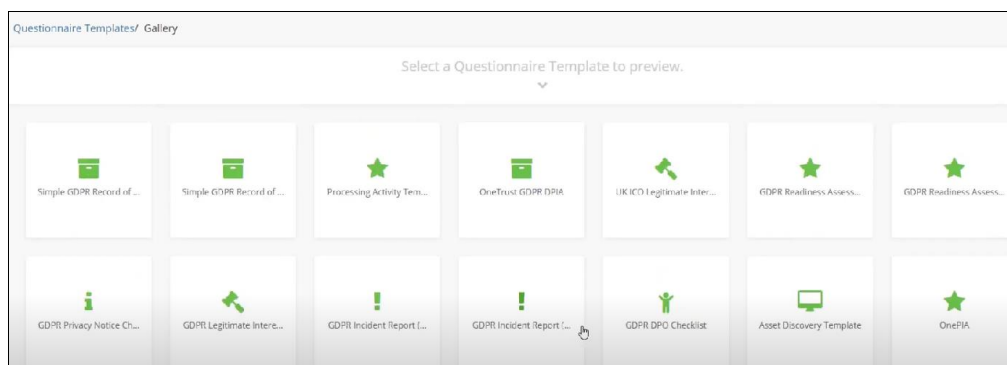 Questionnaire Templates/ Gallery
Select a Questionnaire Template to preview.
Simple GDPR Record of ...
Simple GDPR Record of ...
Processing Activity Tem...
OneTrust GDPR DPIA
UK ICO Legitimate Inter...
GDPR Readiness Assess...
GDPR Readiness Assess...
GDPR Privacy Notice Ch...
GDPR Legitimate Intere...
GDPR Incident Report (...
GDPR Incident Report (...
GDPR DPO Checklist
Asset Discovery Template
OnePIA